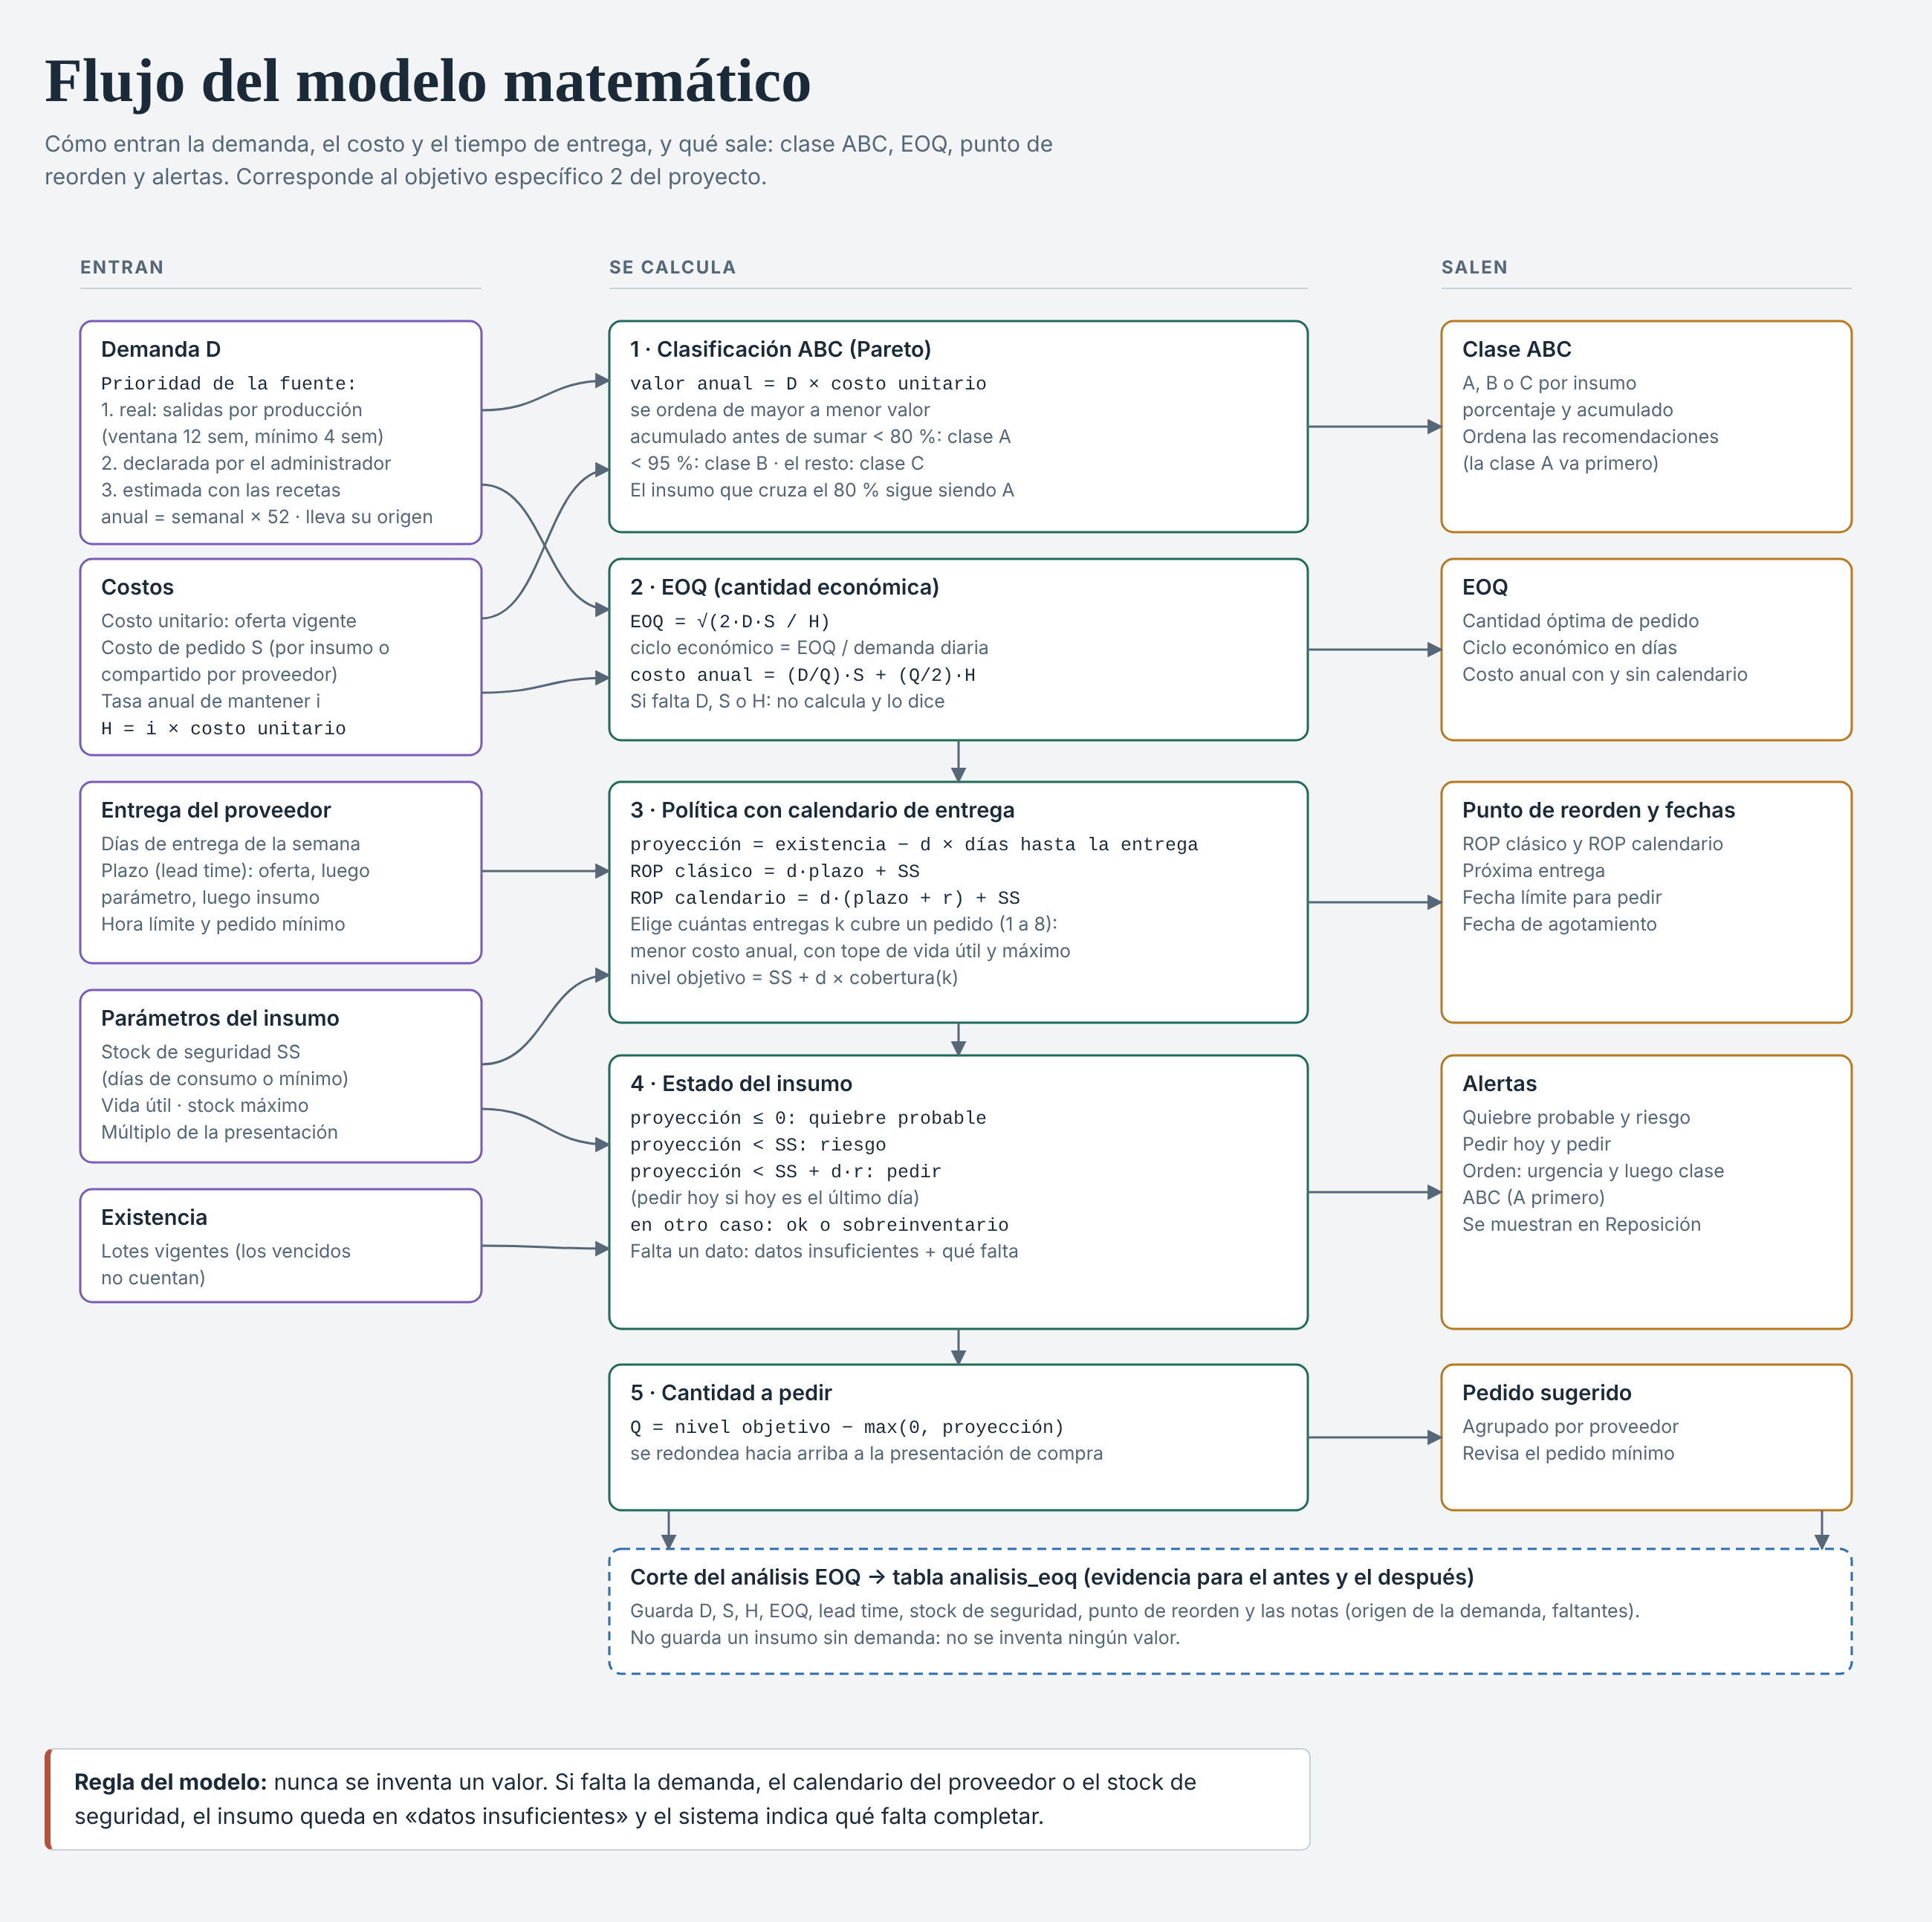 Flujo del modelo matemático
Cómo entran la demanda, el costo y el tiempo de entrega, y qué sale: clase ABC, EOQ, punto de
reorden y alertas. Corresponde al objetivo específico 2 del proyecto.
ENTRAN
Demanda D
Prioridad de la fuente:
1. real: salidas por producción
(ventana 12 sem, mínimo 4 sem)
2. declarada por el administrador
3. estimada con las recetas
anual = semanal × 52 · lleva su origen
Costos
Costo unitario: oferta vigente
Costo de pedido S (por insumo o
compartido por proveedor)
Tasa anual de mantener i
H = i × costo unitario
Entrega del proveedor
Días de entrega de la semana
Plazo (lead time): oferta, luego
parámetro, luego insumo
Hora límite y pedido mínimo
Parámetros del insumo
Stock de seguridad SS
(días de consumo o mínimo)
Vida útil · stock máximo
Múltiplo de la presentación
Existencia
Lotes vigentes (los vencidos
no cuentan)
SE CALCULA
1 · Clasificación ABC (Pareto)
valor anual = D × costo unitario
se ordena de mayor a menor valor
acumulado antes de sumar < 80 %: clase A
< 95 %: clase B · el resto: clase C
El insumo que cruza el 80 % sigue siendo A
2 · EOQ (cantidad económica)
EOQ = √(2·D·S / H)
ciclo económico = EOQ / demanda diaria
costo anual = (D/Q)·S + (Q/2)·H
Si falta D, S o H: no calcula y lo dice
3 · Política con calendario de entrega
proyección = existencia − d × días hasta la entrega
ROP clásico = d·plazo + SS
ROP calendario = d·(plazo + r) + SS
Elige cuántas entregas k cubre un pedido (1 a 8):
menor costo anual, con tope de vida útil y máximo
nivel objetivo = SS + d × cobertura(k)
4 · Estado del insumo
proyección ≤ 0: quiebre probable
proyección < SS: riesgo
proyección < SS + d·r: pedir
(pedir hoy si hoy es el último día)
en otro caso: ok o sobreinventario
Falta un dato: datos insuficientes + qué falta
5 · Cantidad a pedir
Q = nivel objetivo − max(0, proyección)
se redondea hacia arriba a la presentación de compra
SALEN
Clase ABC
A, B o C por insumo
porcentaje y acumulado
Ordena las recomendaciones
(la clase A va primero)
EOQ
Cantidad óptima de pedido
Ciclo económico en días
Costo anual con y sin calendario
Punto de reorden y fechas
ROP clásico y ROP calendario
Próxima entrega
Fecha límite para pedir
Fecha de agotamiento
Alertas
Quiebre probable y riesgo
Pedir hoy y pedir
Orden: urgencia y luego clase
ABC (A primero)
Se muestran en Reposición
Pedido sugerido
Agrupado por proveedor
Revisa el pedido mínimo
Corte del análisis EOQ → tabla analisis_eoq (evidencia para el antes y el después)
Guarda D, S, H, EOQ, lead time, stock de seguridad, punto de reorden y las notas (origen de la demanda, faltantes).
No guarda un insumo sin demanda: no se inventa ningún valor.
Regla del modelo: nunca se inventa un valor. Si falta la demanda, el calendario del proveedor o el stock de
seguridad, el insumo queda en «datos insuficientes» y el sistema indica qué falta completar.